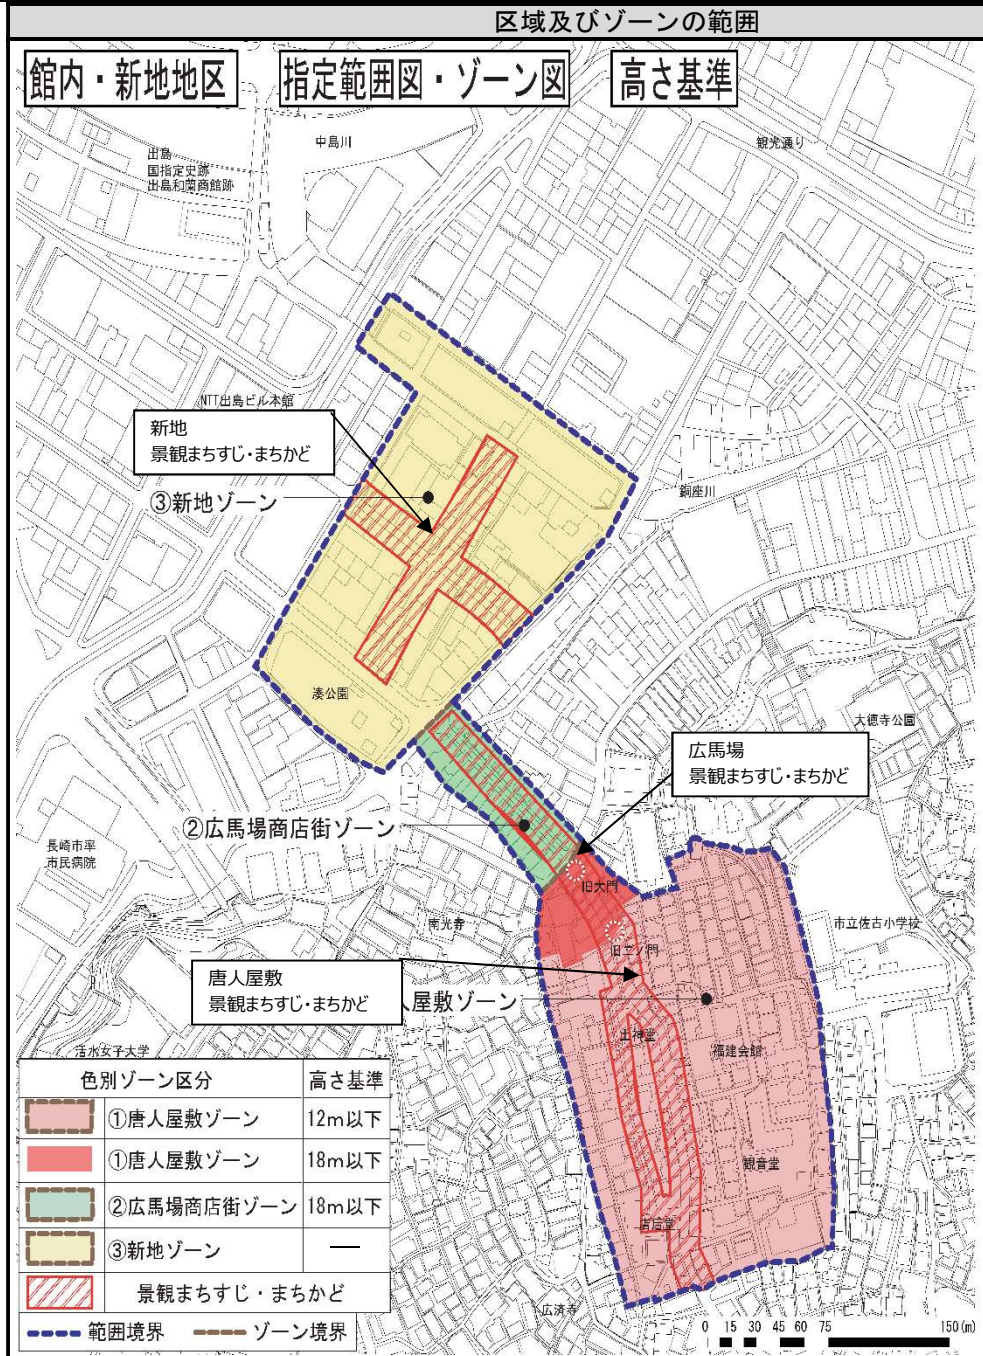 区域及びゾーンの範囲
館内・新地地区
指定範囲図・ゾーン図
高さ基準
中島川
観光通り
出島
国指定史跡
出島和蘭商館跡
NTT出島ビル本館
新地
景観まちすじ・まちかど
③新地ゾーン
銅座川
湊公園
大徳寺公園
広馬場
景観まちすじ・まちかど
②広馬場商店街ゾーン
長崎市率
市民病院
旧大門
南光寺
旧二ノ門
市立佐古小学校
唐人屋敷
景観まちすじ・まちかど
人屋敷ゾーン
土神堂
福建会館
活水女子大学
観音堂
広済寺
色別ゾーン区分
高さ基準
①唐人屋敷ゾーン
12m以下
①唐人屋敷ゾーン
18m以下
②広馬場商店街ゾーン
18m以下
③新地ゾーン
—
景観まちすじ・まちかど
範囲境界
ゾーン境界
0 15 30 45 60 75 150(m)